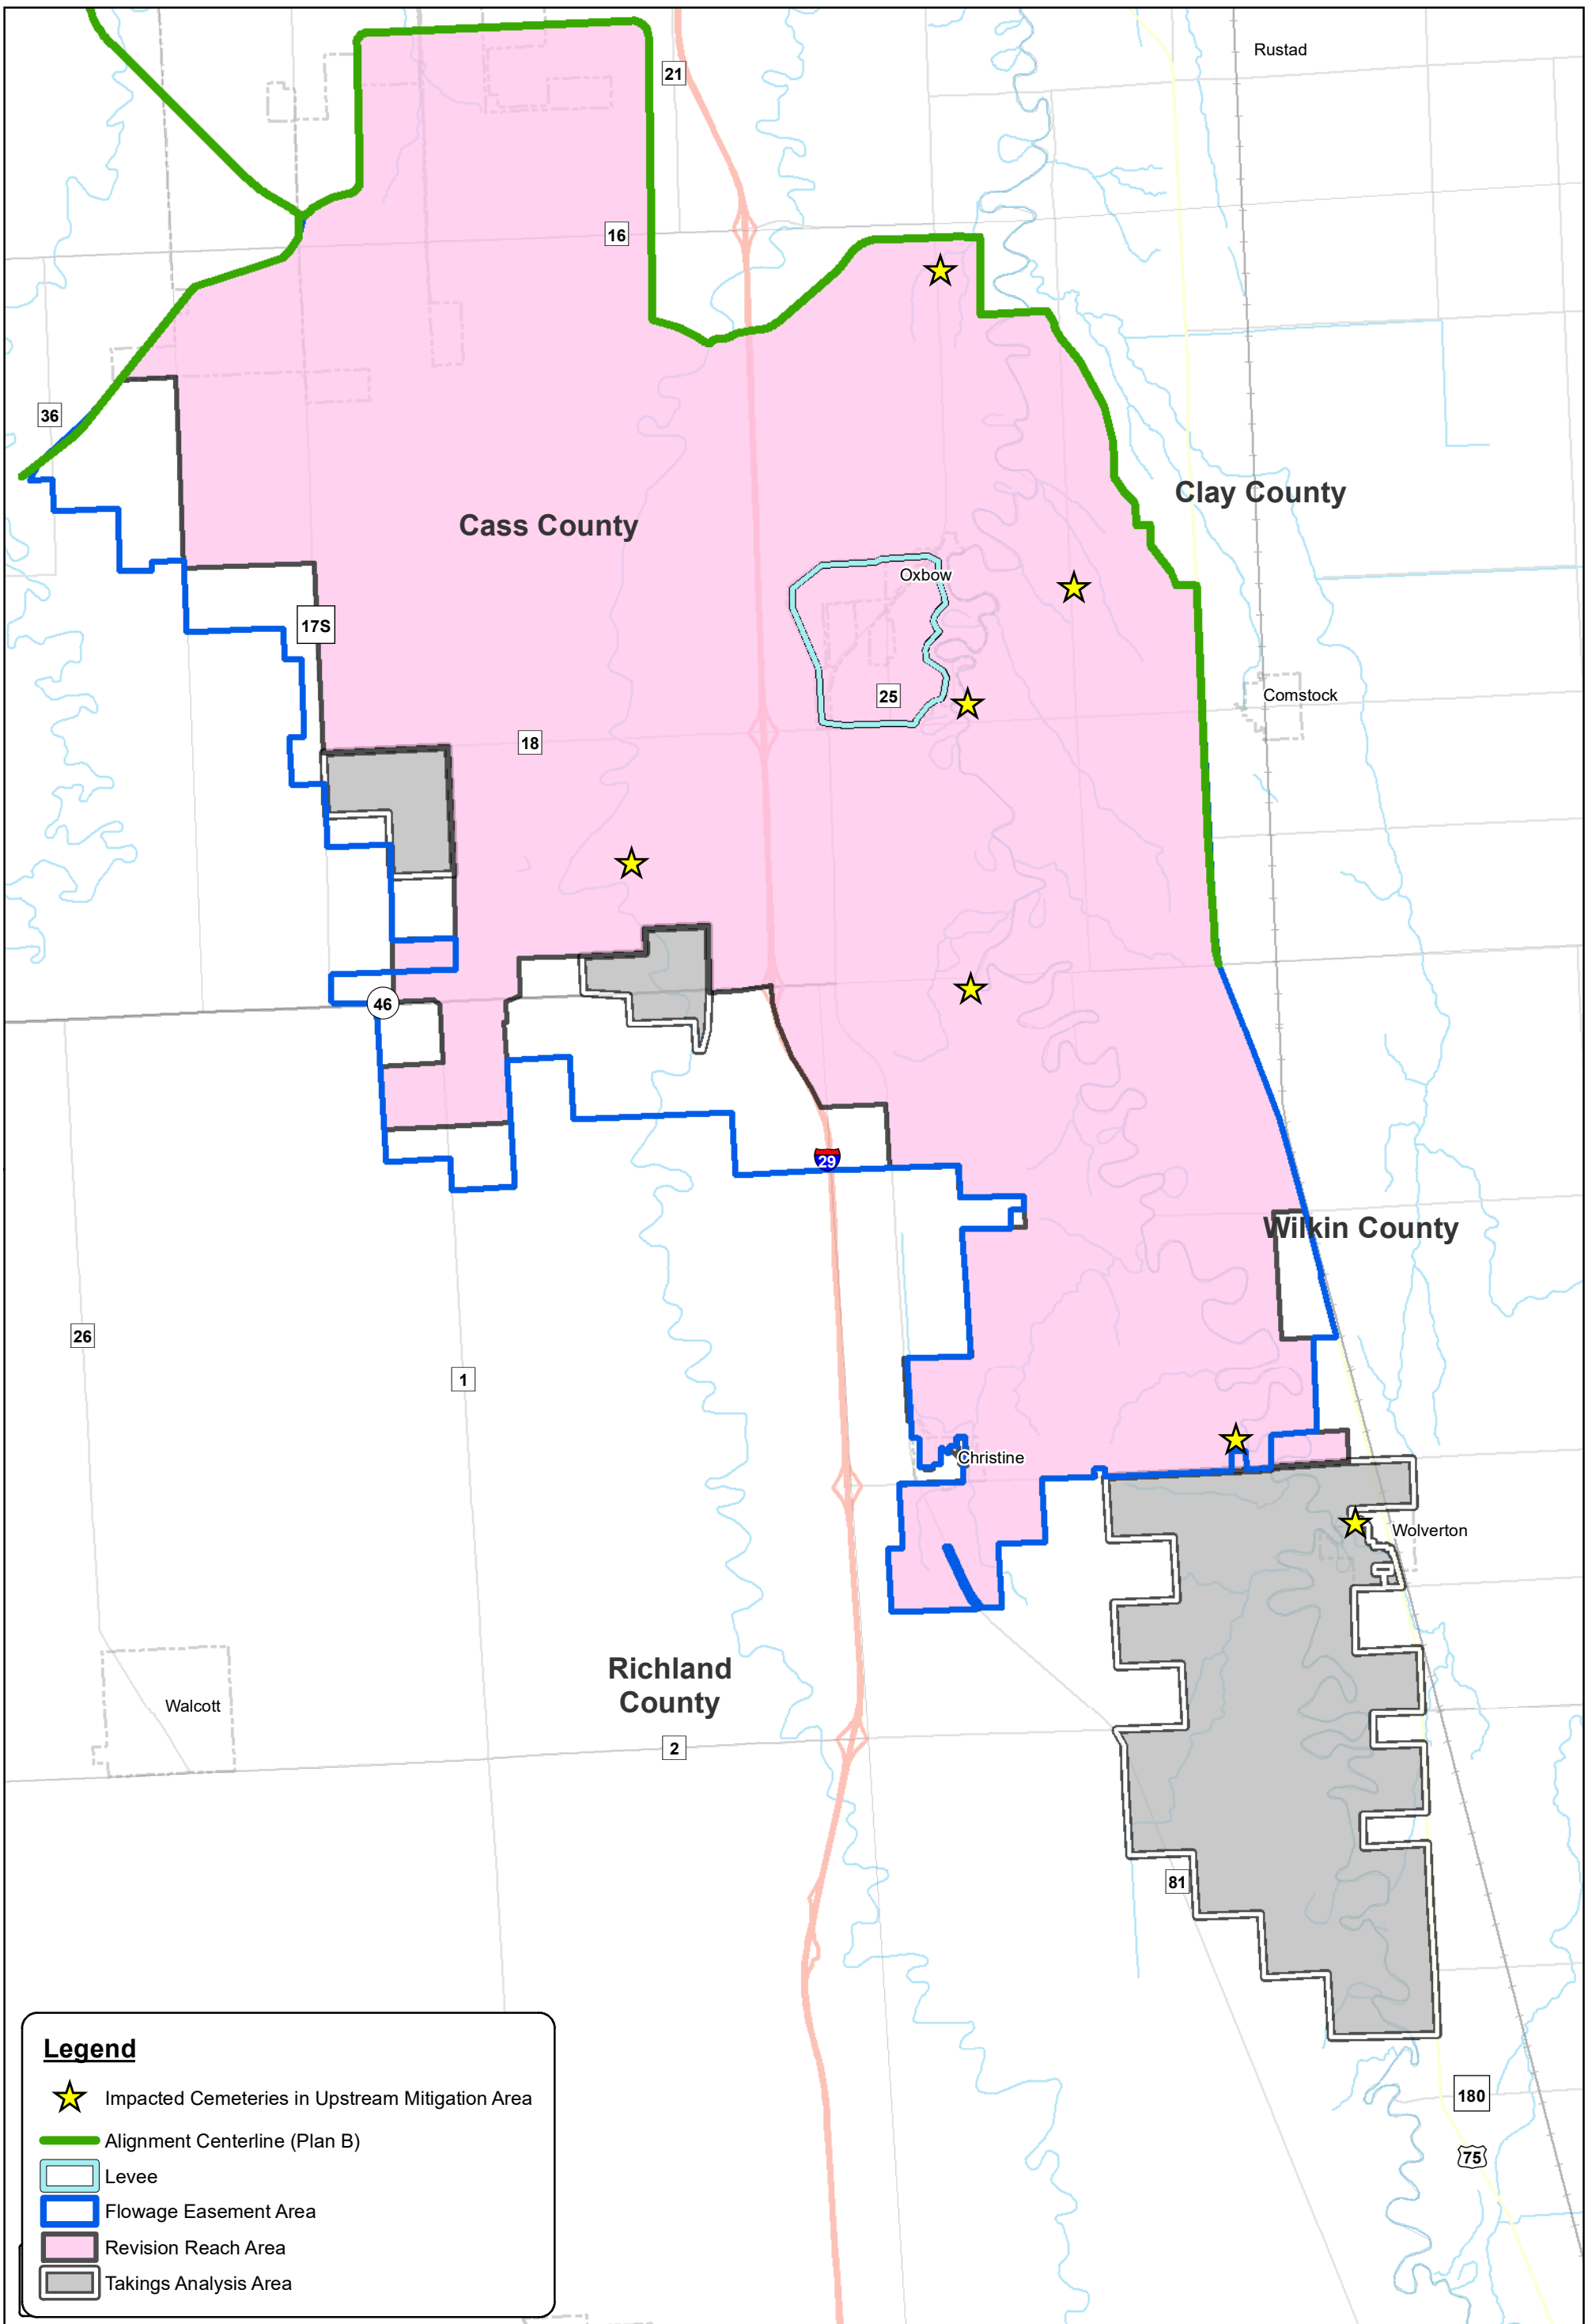 Rustad
21
16
36
Clay County
Cass County
Oxbow
17S
25
Comstock
18
46
29
Wilkin County
26
1
Christine
Wolverton
Richland
County
Walcott
2
81
180
75
Legend
Impacted Cemeteries in Upstream Mitigation Area
Alignment Centerline (Plan B)
Levee
Flowage Easement Area
Revision Reach Area
Takings Analysis Area